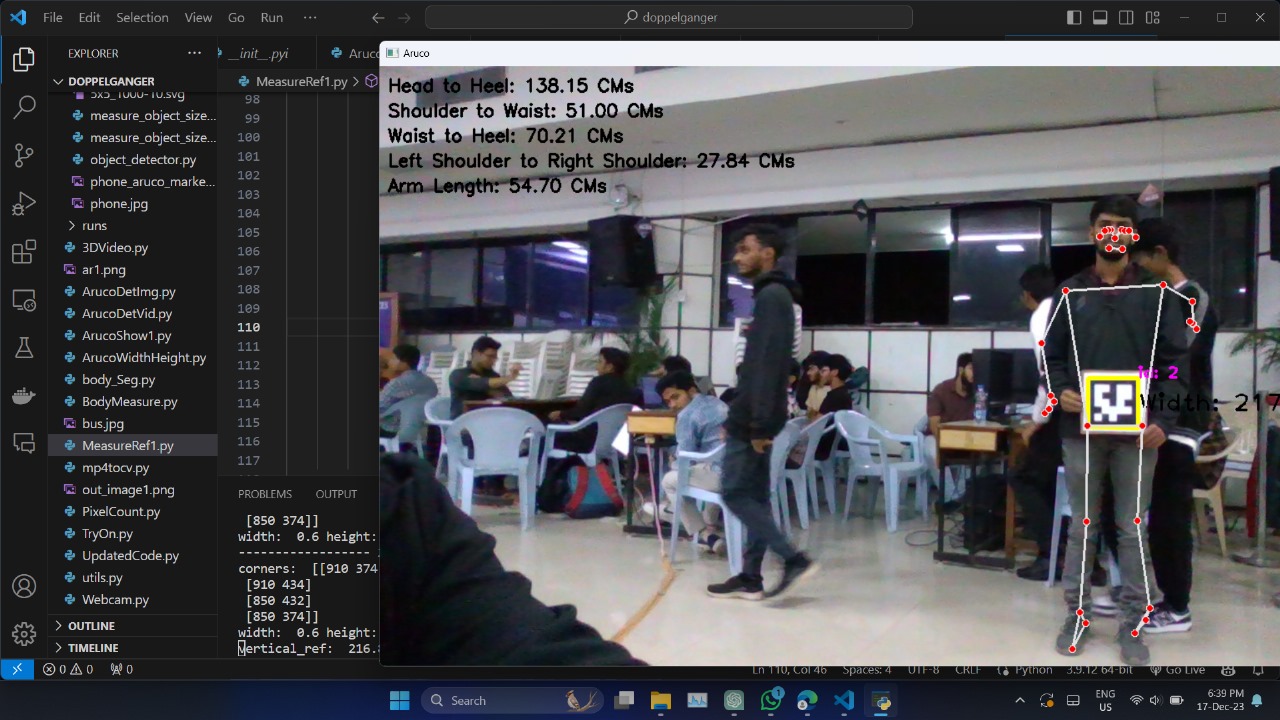 File Edit Selection View Go Run ··· doppelganger
EXPLORER ···
DOPPELGANGER
5x5_1000-10.svg
measure_object_size...
measure_object_size...
object_detector.py
phone_aruco_marke...
phone.jpg
runs
3DVideo.py
ar1.png
ArucoDetImg.py
ArucoDetVid.py
ArucoShow1.py
ArucoWidthHeight.py
body_Seg.py
BodyMeasure.py
bus.jpg
MeasureRef1.py
mp4tocv.py
out_image1.png
PixelCount.py
TryOn.py
UpdatedCode.py
utils.py
Webcam.py
OUTLINE
TIMELINE
__init__.pyi Aruco
MeasureRef1.py
98
99
100
101
102
103
104
105
106
107
108
109
110
111
112
113
114
115
116
117
PROBLEMS OUTPUT
[850 374]]
width: 0.6 height:
------------------
corners: [[910 374
[910 434]
[850 432]
[850 374]]
width: 0.6 height:
vertical_ref: 216.8
Aruco
Head to Heel: 138.15 CMs
Shoulder to Waist: 51.00 CMs
Waist to Heel: 70.21 CMs
Left Shoulder to Right Shoulder: 27.84 CMs
Arm Length: 54.70 CMs
id: 2
Width: 217
0 0 0 Ln 110, Col 46 Spaces: 4 UTF-8 CRLF Python 3.9.12 64-bit Go Live
Search
1
ENG
US
6:39 PM
17-Dec-23